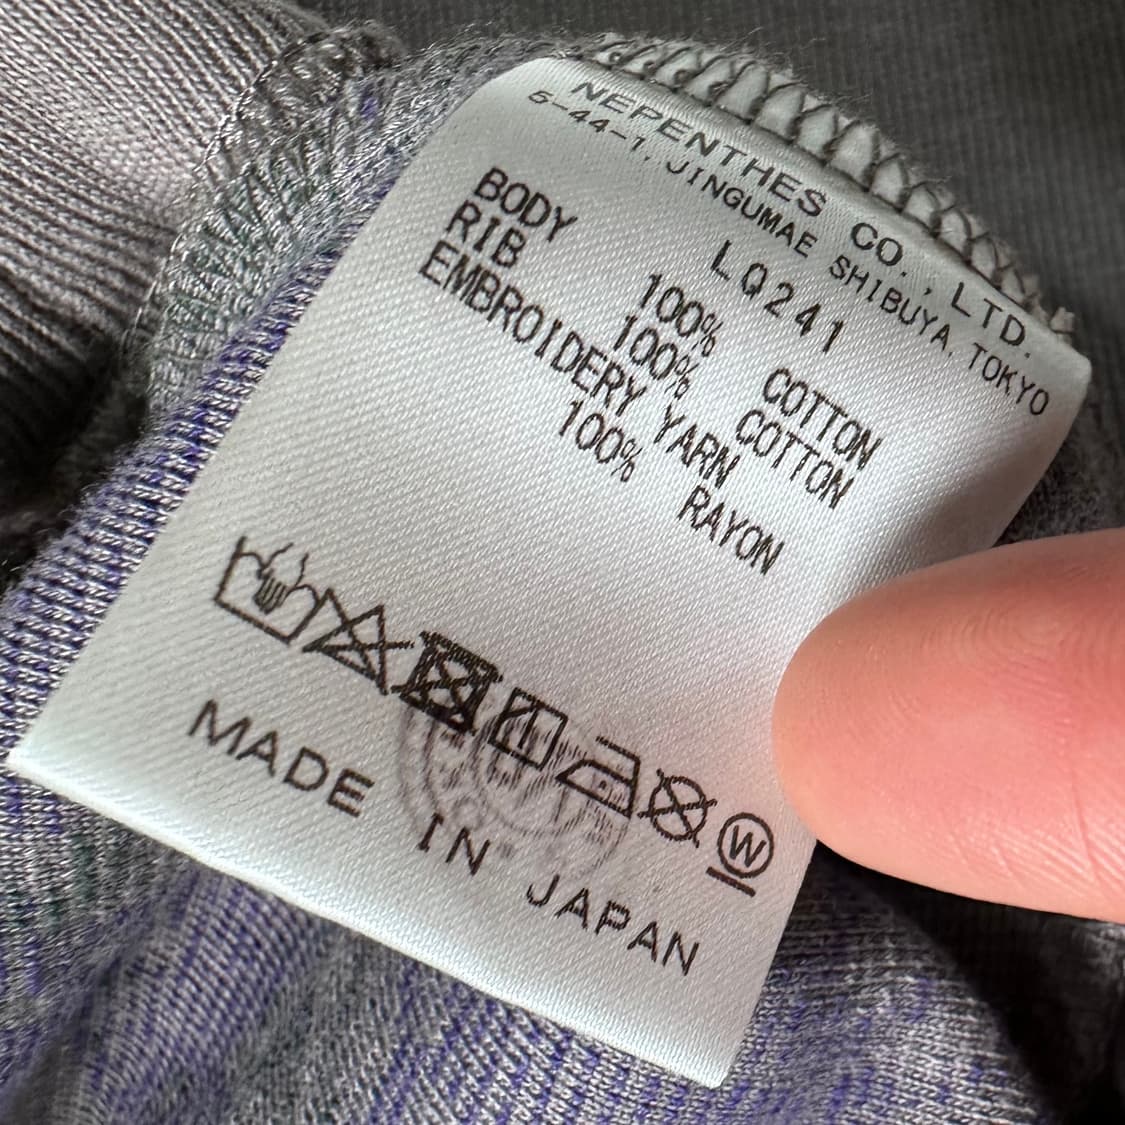 NEPENTHES CO., LTD.
5-44-1, JINGUMAE SHIBUYA, TOKYO
LQ241
BODY
100% COTTON
RIB
100% COTTON
EMBROIDERY YARN
100% RAYON
W
MADE IN JAPAN